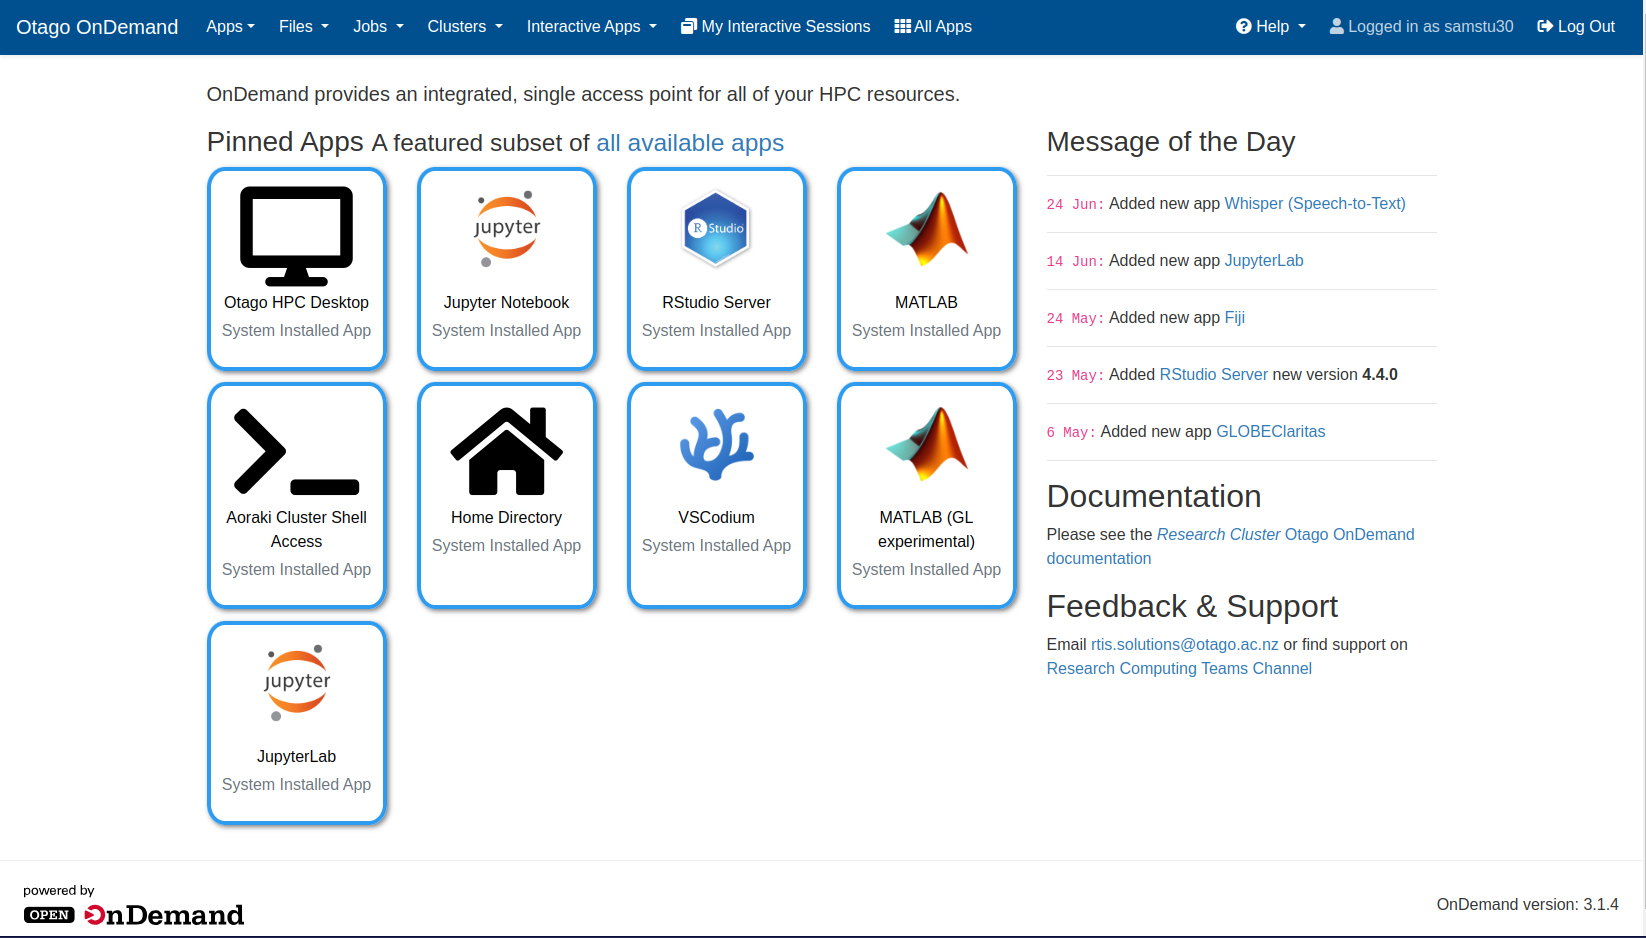 Otago OnDemand Apps Files Jobs Clusters Interactive Apps My Interactive Sessions All Apps Help Logged in as samstu30 Log Out
OnDemand provides an integrated, single access point for all of your HPC resources.
Pinned Apps A featured subset of all available apps
jupyter
R Studio
Otago HPC Desktop
System Installed App
Jupyter Notebook
System Installed App
RStudio Server
System Installed App
MATLAB
System Installed App
Aoraki Cluster Shell
Access
System Installed App
Home Directory
System Installed App
VSCodium
System Installed App
MATLAB (GL
experimental)
System Installed App
jupyter
JupyterLab
System Installed App
Message of the Day
24 Jun: Added new app Whisper (Speech-to-Text)
14 Jun: Added new app JupyterLab
24 May: Added new app Fiji
23 May: Added RStudio Server new version 4.4.0
6 May: Added new app GLOBEClaritas
Documentation
Please see the Research Cluster Otago OnDemand
documentation
Feedback & Support
Email rtis.solutions@otago.ac.nz or find support on
Research Computing Teams Channel
powered by
OPEN OnDemand
OnDemand version: 3.1.4